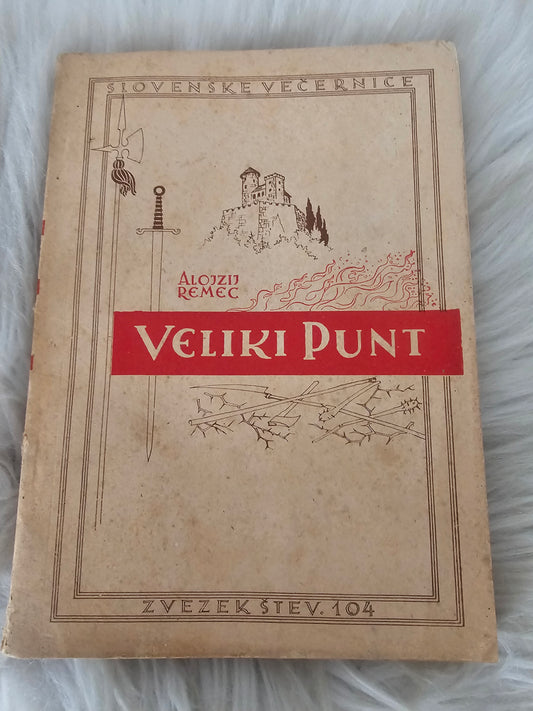 SLOVENSKE VEČERNICE
ALOJZIJ
REMEC
VELIKI PUNT
ZVEZEK ŠTEV. 104